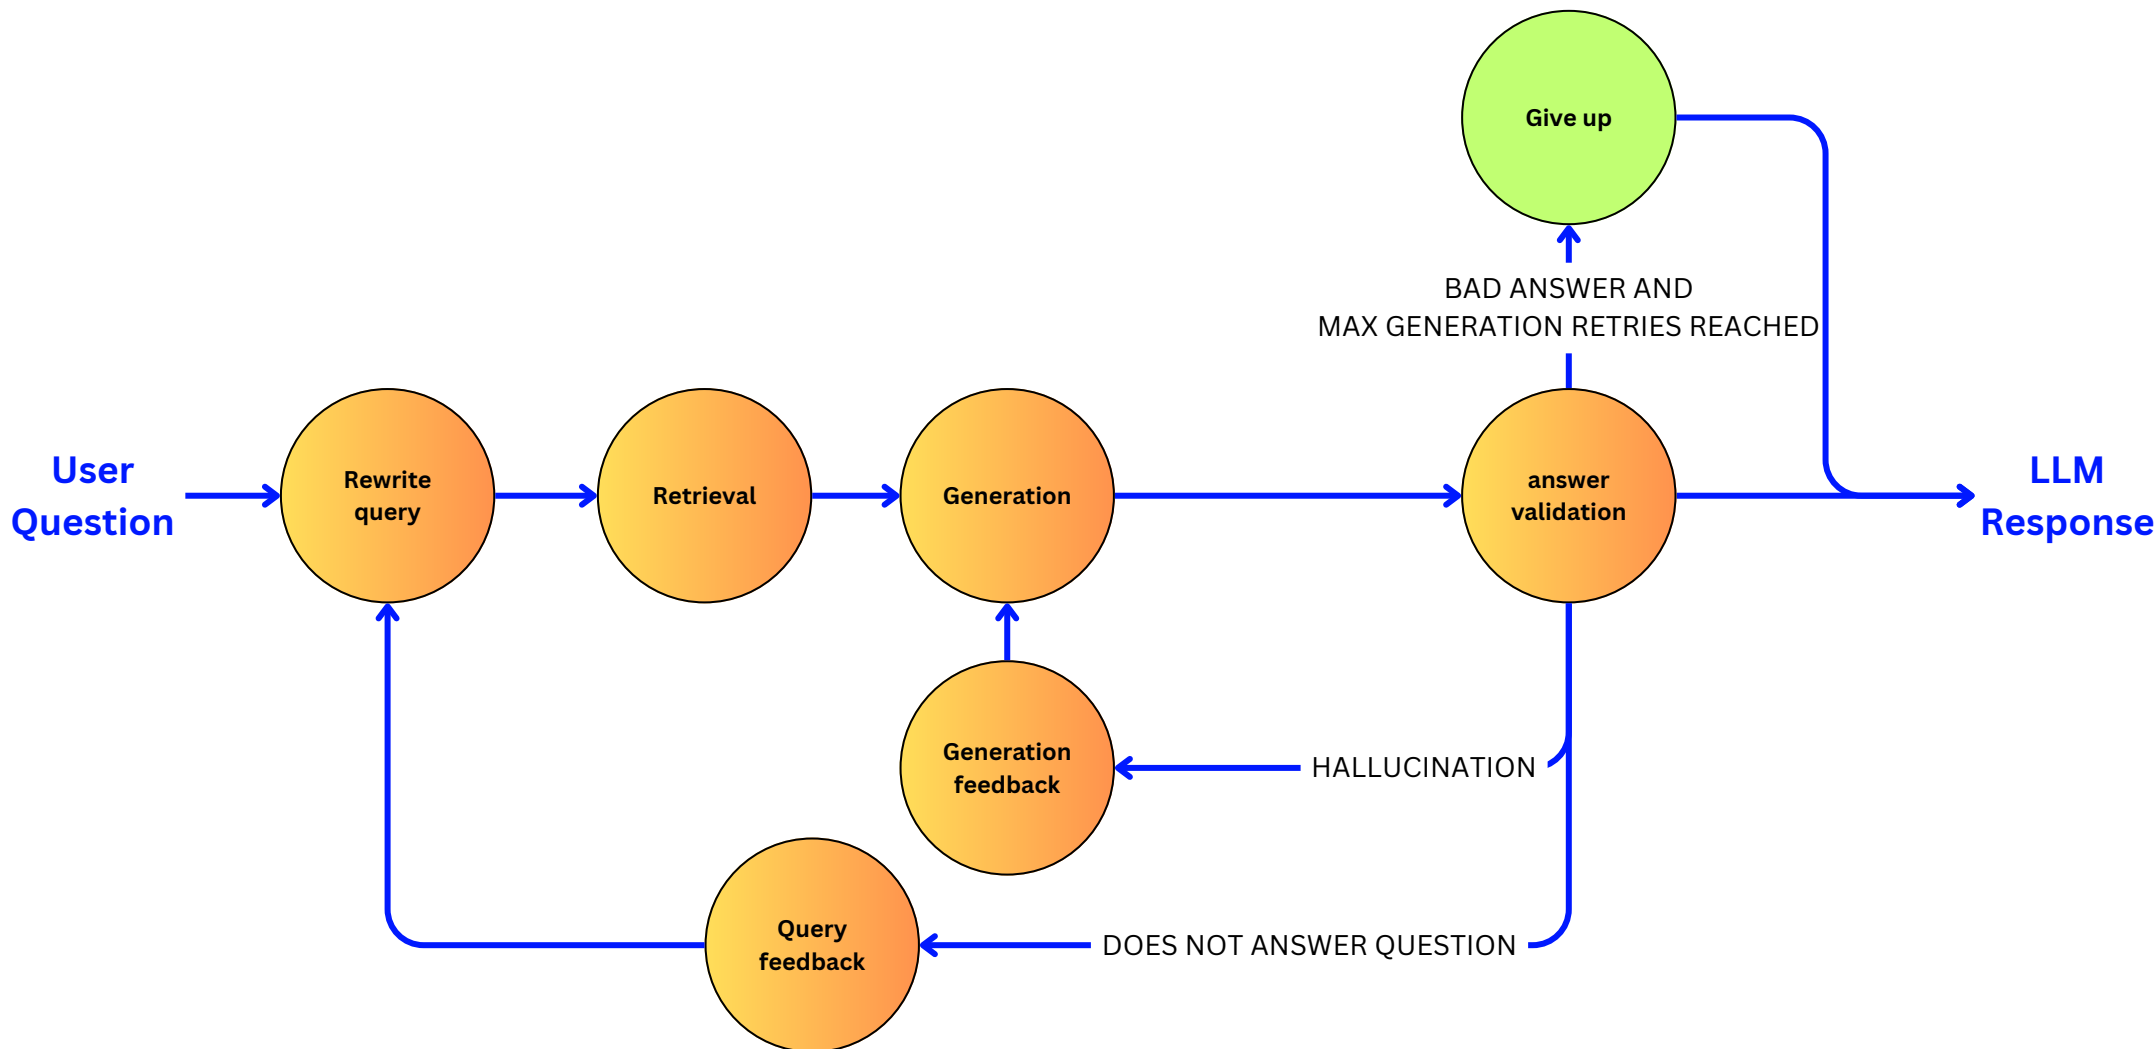 Give up
BAD ANSWER AND
MAX GENERATION RETRIES REACHED
User
Question
Rewrite
query
Retrieval
Generation
answer
validation
LLM
Response
Generation
feedback
HALLUCINATION
Query
feedback
DOES NOT ANSWER QUESTION